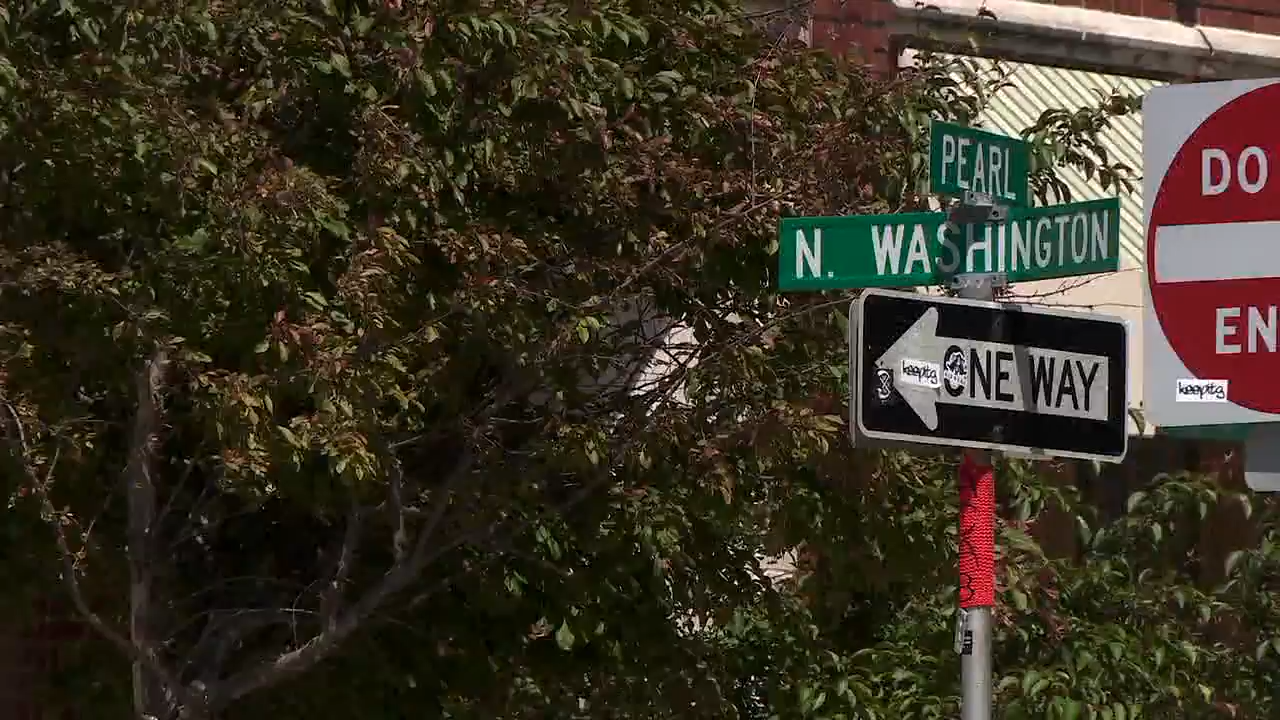 PEARL
N. WASHINGTON
ONE WAY
keeptg
DO
EN
keeptg